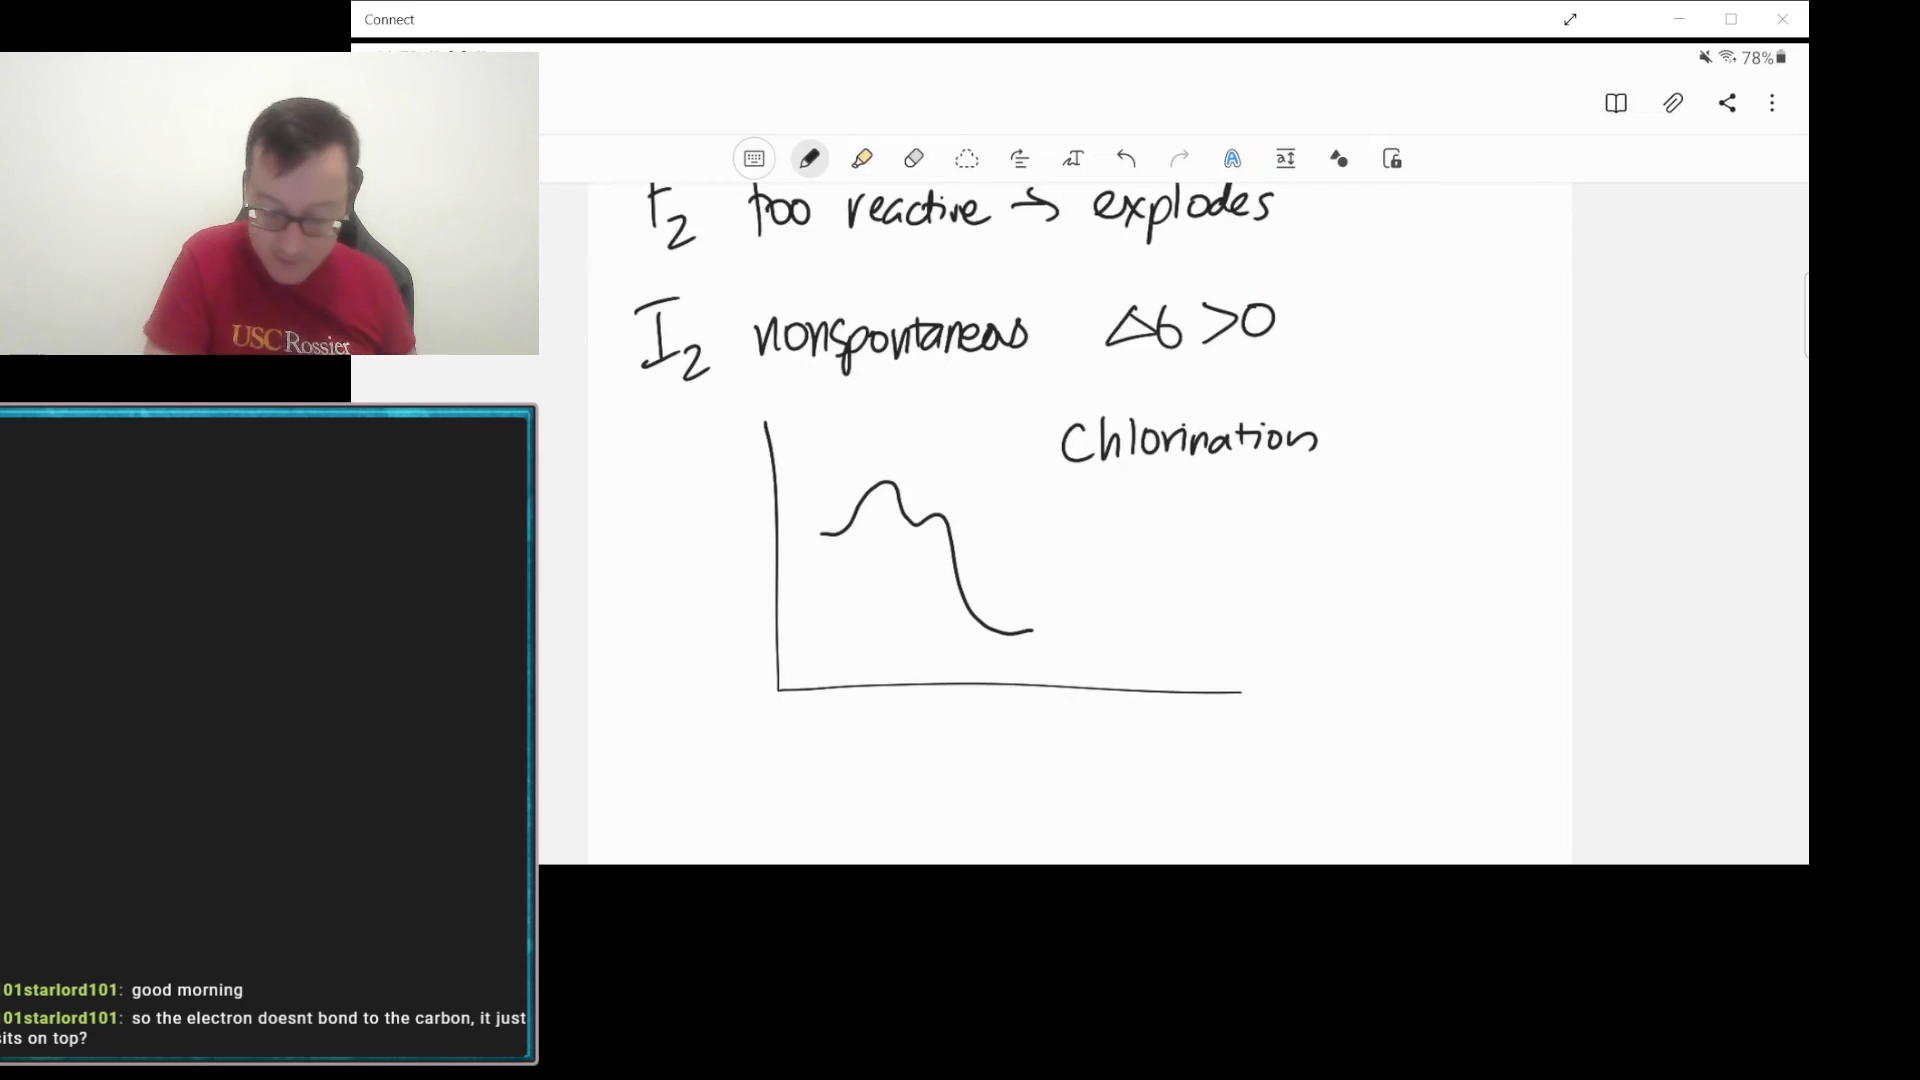 Connect
78%
F2 too reactive → explodes
I2 nonspontaneous ΔG >0
Chlorination
USC Rossier
01starlord101: good morning
01starlord101: so the electron doesnt bond to the carbon, it just
sits on top?